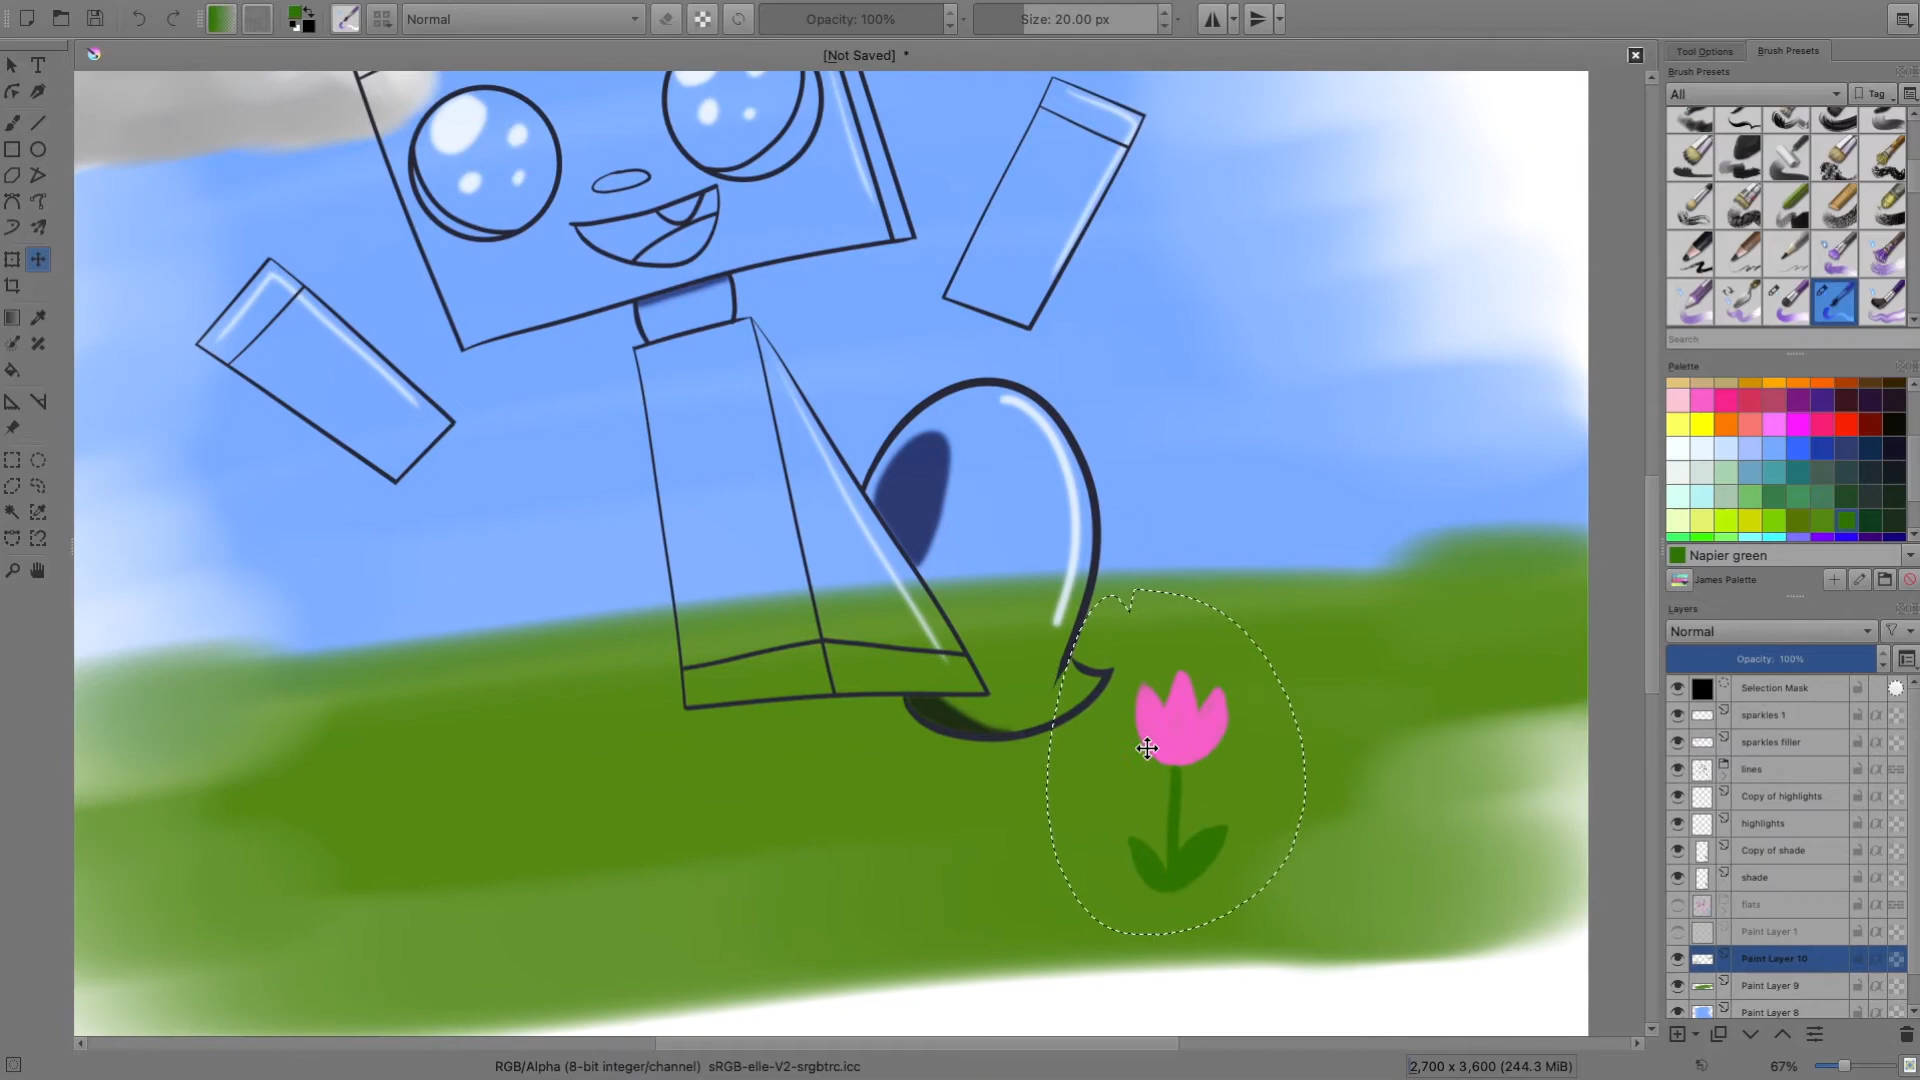 Normal
Opacity: 100%
Size: 20.00 px
[Not Saved] *
Tool Options
Brush Presets
Brush Presets
All
Tag
Search
Palette
Napier green
James Palette
Layers
Normal
Opacity: 100%
Selection Mask
sparkles 1
sparkles filler
lines
Copy of highlights
highlights
Copy of shade
shade
flats
Paint Layer 1
Paint Layer 10
Paint Layer 9
Paint Layer 8
RGB/Alpha (8-bit integer/channel) sRGB-elle-V2-srgbtrc.icc
2,700 x 3,600 (244.3 MiB)
67%